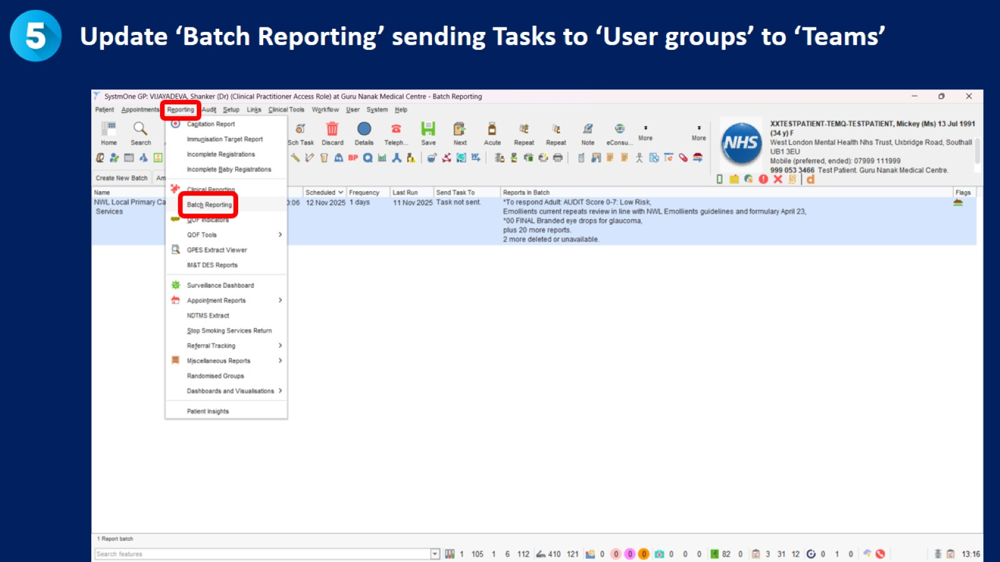 5
Update ‘Batch Reporting’ sending Tasks to ‘User groups’ to ‘Teams’
SystmOne GP: VIJAYADEVA, Shanker (Dr) (Clinical Practitioner Access Role) at Guru Nanak Medical Centre - Batch Reporting
Patient Appointments Reporting Audit Setup Links Clinical Tools Workflow User System Help
Home Search Sch Task Discard Details Teleph... Save Next Acute Repeat Repeat Note eConsu... More More
NHS
XXTESTPATIENT-TEMQ-TESTPATIENT, Mickey (Ms) 13 Jul 1991
(34 y) F
West London Mental Health Nhs Trust, Uxbridge Road, Southall
UB1 3EU
Mobile (preferred, ended): 07999 111999
999 053 3466 Test Patient. Guru Nanak Medical Centre.
BP
Create New Batch Am
Name Scheduled Frequency Last Run Send Task To Reports In Batch Flags
NWL Local Primary Ca
Services
0:06 12 Nov 2025 1 days 11 Nov 2025 Task not sent.
*To respond Adult: AUDIT Score 0-7: Low Risk,
Emollients current repeats review in line with NWL Emollients guidelines and formulary April 23,
*00 FINAL Branded eye drops for glaucoma,
plus 20 more reports.
2 more deleted or unavailable.
Capitation Report
Immunisation Target Report
Incomplete Registrations
Incomplete Baby Registrations
Clinical Reporting
Batch Reporting
QOF QOF Indicators
QOF Tools
GPES Extract Viewer
IM&T DES Reports
Surveillance Dashboard
Appointment Reports
NDTMS Extract
Stop Smoking Services Return
Referral Tracking
Miscellaneous Reports
Randomised Groups
Dashboards and Visualisations
Patient Insights
1 Report batch
Search features
1 105 1 6 112 410 121 0 0 0 0 0 0 0 82 0 3 31 12 0 1 0 13:16